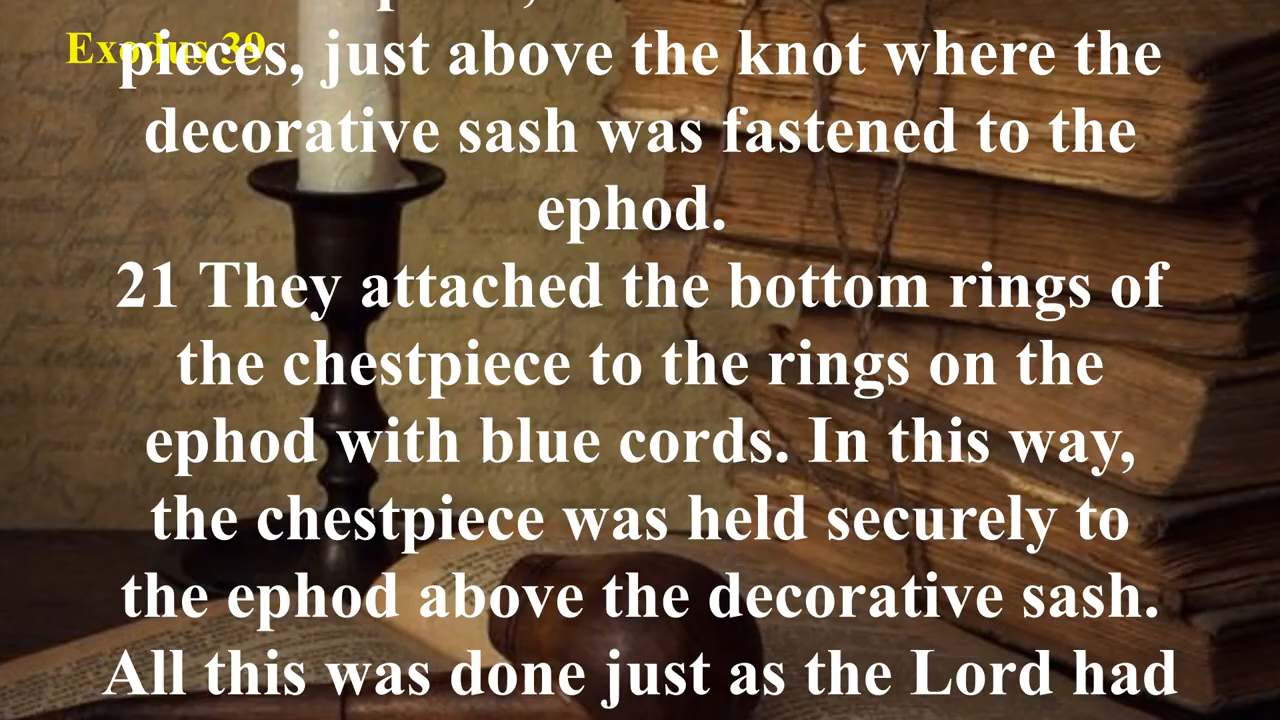 Exodus 39
pieces, just above the knot where the
decorative sash was fastened to the
ephod.
21 They attached the bottom rings of
the chestpiece to the rings on the
ephod with blue cords. In this way,
the chestpiece was held securely to
the ephod above the decorative sash.
All this was done just as the Lord had